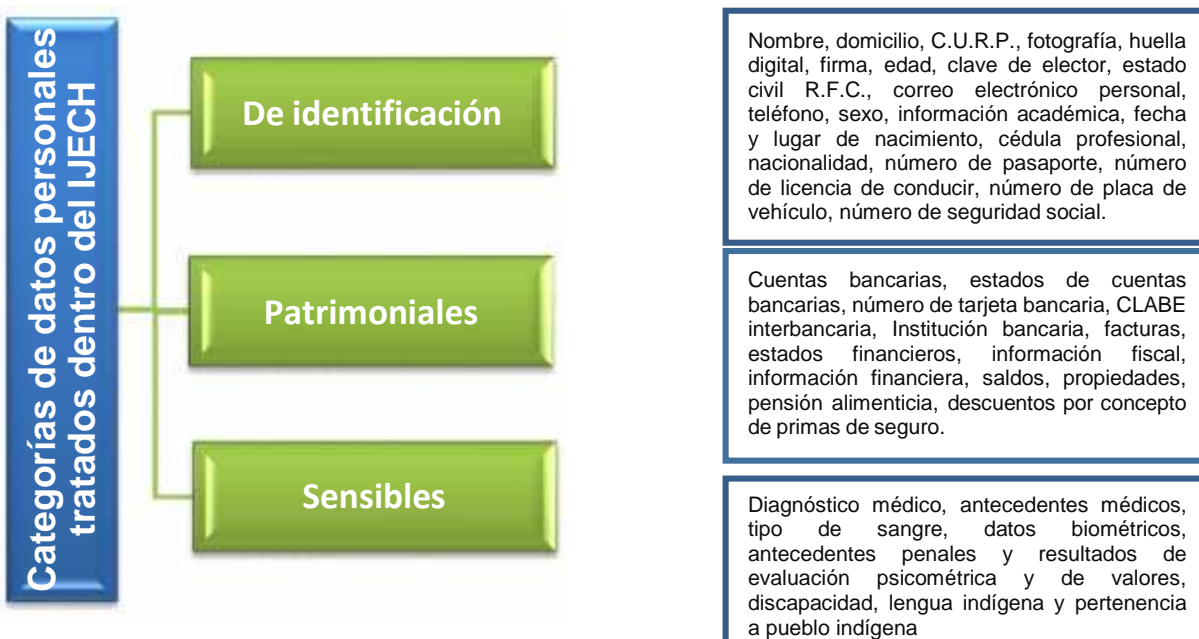 Categorías de datos personales
tratados dentro del IJECH
De identificación
Nombre, domicilio, C.U.R.P., fotografía, huella
digital, firma, edad, clave de elector, estado
civil R.F.C., correo electrónico personal,
teléfono, sexo, información académica, fecha
y lugar de nacimiento, cédula profesional,
nacionalidad, número de pasaporte, número
de licencia de conducir, número de placa de
vehículo, número de seguridad social.
Patrimoniales
Cuentas bancarias, estados de cuentas
bancarias, número de tarjeta bancaria, CLABE
interbancaria, Institución bancaria, facturas,
estados financieros, información fiscal,
información financiera, saldos, propiedades,
pensión alimenticia, descuentos por concepto
de primas de seguro.
Sensibles
Diagnóstico médico, antecedentes médicos,
tipo de sangre, datos biométricos,
antecedentes penales y resultados de
evaluación psicométrica y de valores,
discapacidad, lengua indígena y pertenencia
a pueblo indígena